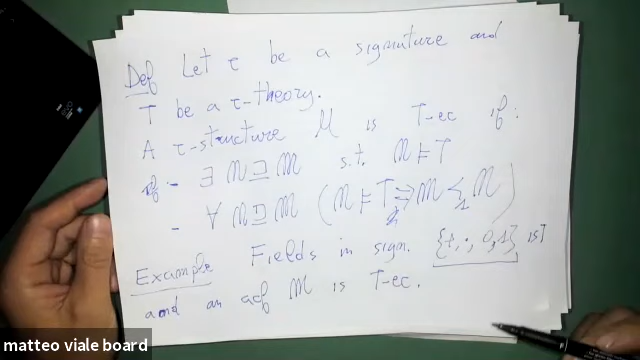 Def Let τ be a signature and
T be a τ-theory.
A τ-structure M is T-ec if:
- ∃ N ⊒ M s.t. N ⊨ T
- ∀ N ⊒ M (N ⊨ T ⇒ M ≺₁ N)
Example Fields in sign. {+, ·, 0, 1} is]
and an acf M is T-ec.
matteo viale board